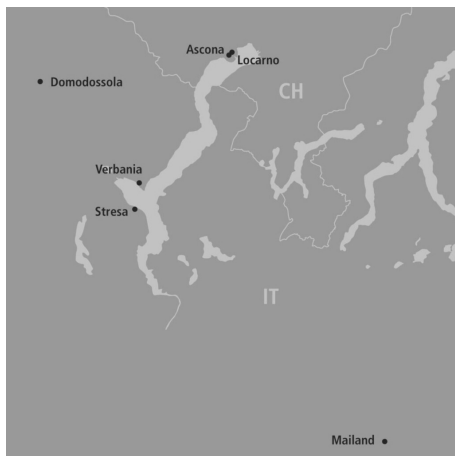 Ascona
Locarno
Domodossola
CH
Verbania
Stresa
IT
Mailand